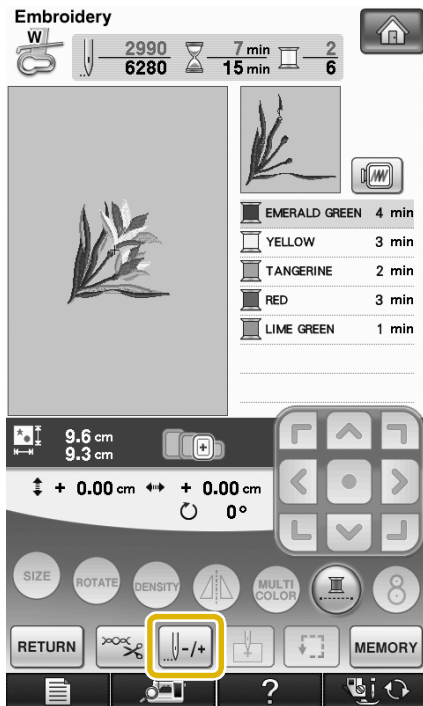 Embroidery
W
2990 7 min 2
6280 15 min 6
EMERALD GREEN 4 min
YELLOW 3 min
TANGERINE 2 min
RED 3 min
LIME GREEN 1 min
9.6 cm
9.3 cm
+ 0.00 cm + 0.00 cm
0°
SIZE ROTATE DENSITY MULTI COLOR 8
RETURN -/+ MEMORY
?